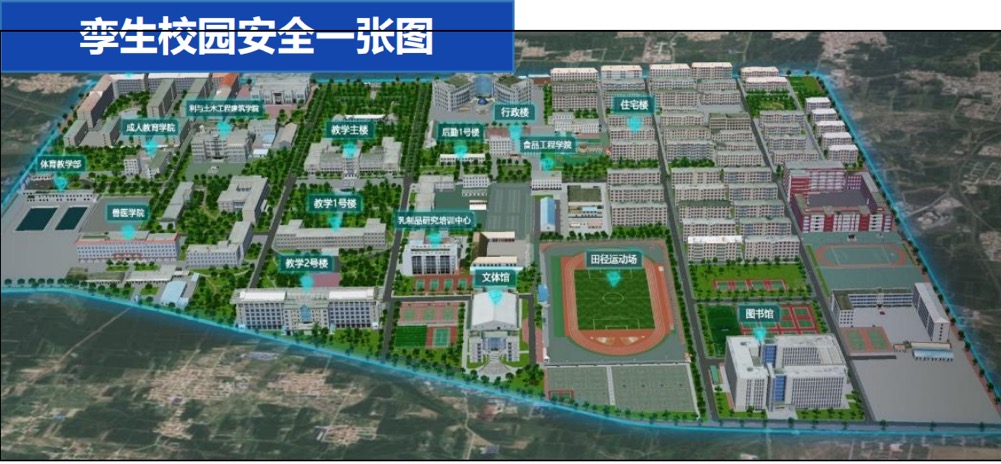 孪生校园安全一张图
利与土木工程建筑学院
成人教育学院
体育教学部
兽医学院
教学主楼
教学1号楼
教学2号楼
后勤1号楼
行政楼
食品工程学院
住宅楼
乳制品研究培训中心
文体馆
田径运动场
图书馆